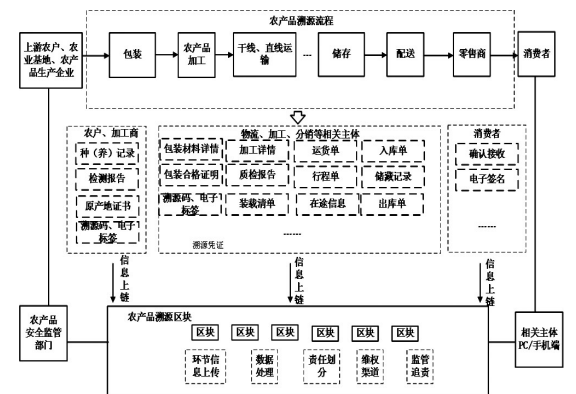 农产品溯源流程
上游农户、农
业基地、农产
品生产企业
包装
农产品
加工
干线、直线运
输
...
储存
配送
零售商
消费者
农户、加工商
种（养）记录
检测报告
原产地证书
溯源码、电子
标签
物流、加工、分销等相关主体
包装材料详情
加工详情
运货单
入库单
包装合格证明
质检报告
行程单
储藏记录
溯源码、电子
标签
装载清单
在途信息
出库单
......
溯源凭证
消费者
确认接收
电子签名
......
信
息
上
链
信
息
上
链
信
息
上
链
农产品
安全监管
部门
农产品溯源区块
区块 区块 区块 区块 区块 区块
环节信
息上传
数据
处理
责任划
分
维权
渠道
监管
追责
相关主体
PC/手机端